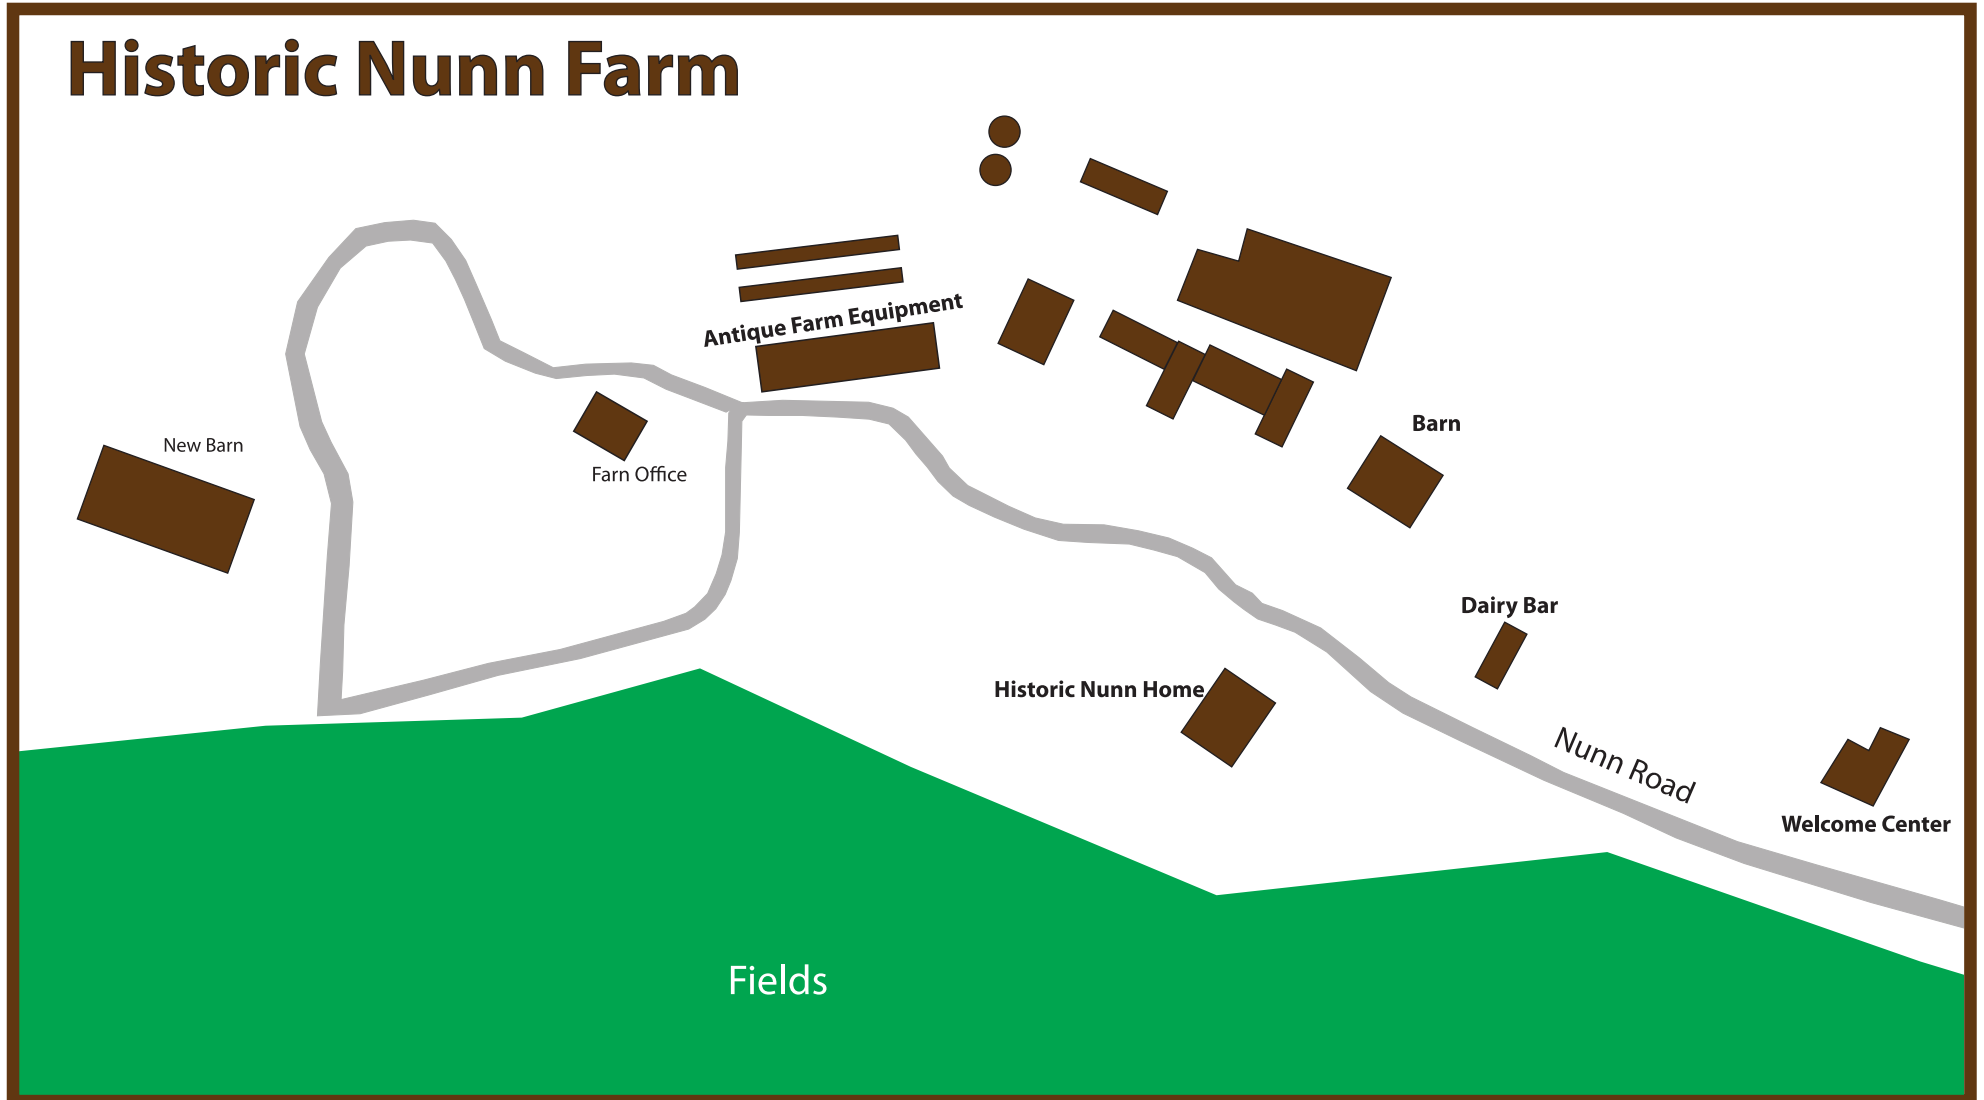 Historic Nunn Farm
Antique Farm Equipment
Barn
New Barn
Farn Office
Dairy Bar
Historic Nunn Home
Nunn Road
Welcome Center
Fields